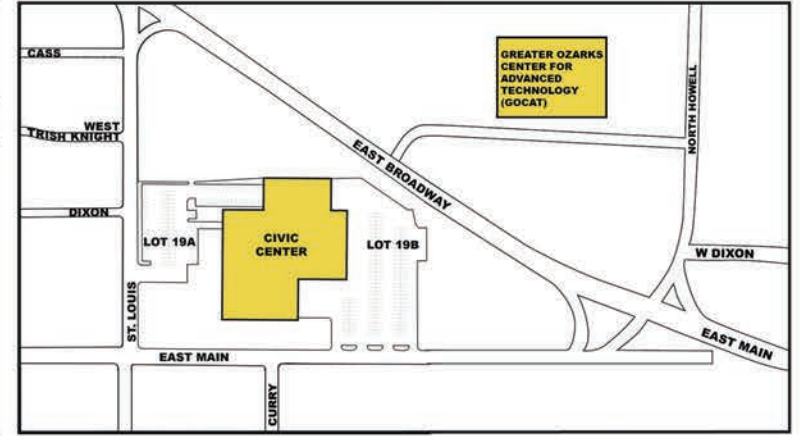 CASS
GREATER OZARKS
CENTER FOR
ADVANCED
TECHNOLOGY
(GOCAT)
NORTH HOWELL
WEST
TRISH KNIGHT
EAST BROADWAY
DIXON
LOT 19A
CIVIC
CENTER
LOT 19B
W DIXON
ST. LOUIS
EAST MAIN
EAST MAIN
CURRY